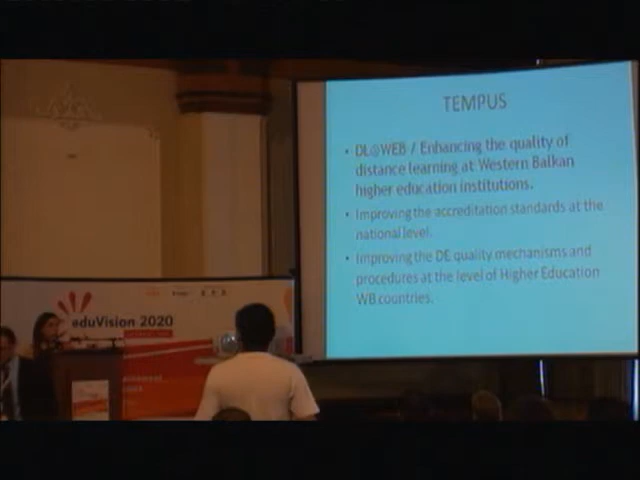 TEMPUS
• DL@WEB / Enhancing the quality of
distance learning at Western Balkan
higher education institutions.
• Improving the accreditation standards at the
national level.
• Improving the DE quality mechanisms and
procedures at the level of Higher Education
WB countries.
eduVision 2020